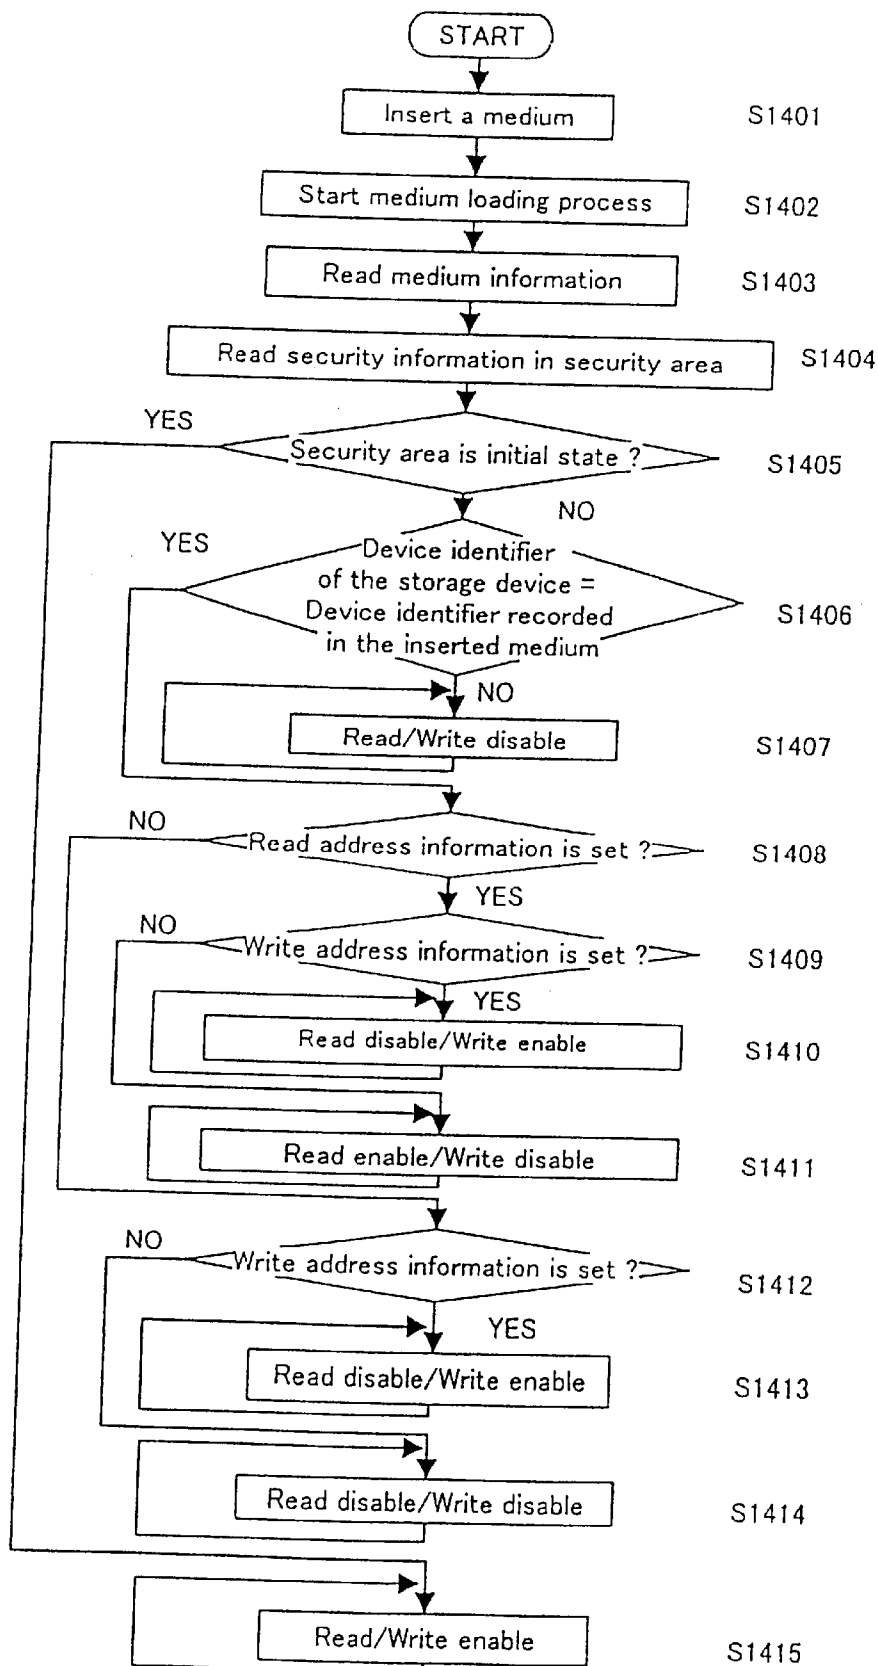 START
Insert a medium
S1401
Start medium loading process
S1402
Read medium information
S1403
Read security information in security area
S1404
YES
Security area is initial state ?
S1405
NO
YES
Device identifier
of the storage device =
Device identifier recorded
in the inserted medium
S1406
NO
Read/Write disable
S1407
NO
Read address information is set ?
S1408
YES
NO
Write address information is set ?
S1409
YES
Read disable/Write enable
S1410
Read enable/Write disable
S1411
NO
Write address information is set ?
S1412
YES
Read disable/Write enable
S1413
Read disable/Write disable
S1414
Read/Write enable
S1415